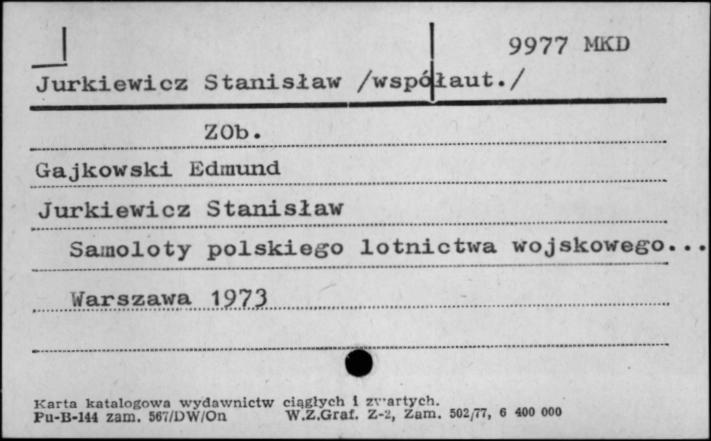 9977 MKD
Jurkiewicz Stanisław /współaut./
ZOb.
Gajkowski Edmund
Jurkiewicz Stanisław
Samoloty polskiego lotnictwa wojskowego...
Warszawa 1973
Karta katalogowa wydawnictw ciągłych i zwartych.
Pu-B-144 zam. 567/DW/On W.Z.Graf. Z-2, Zam. 502/77, 6 400 000